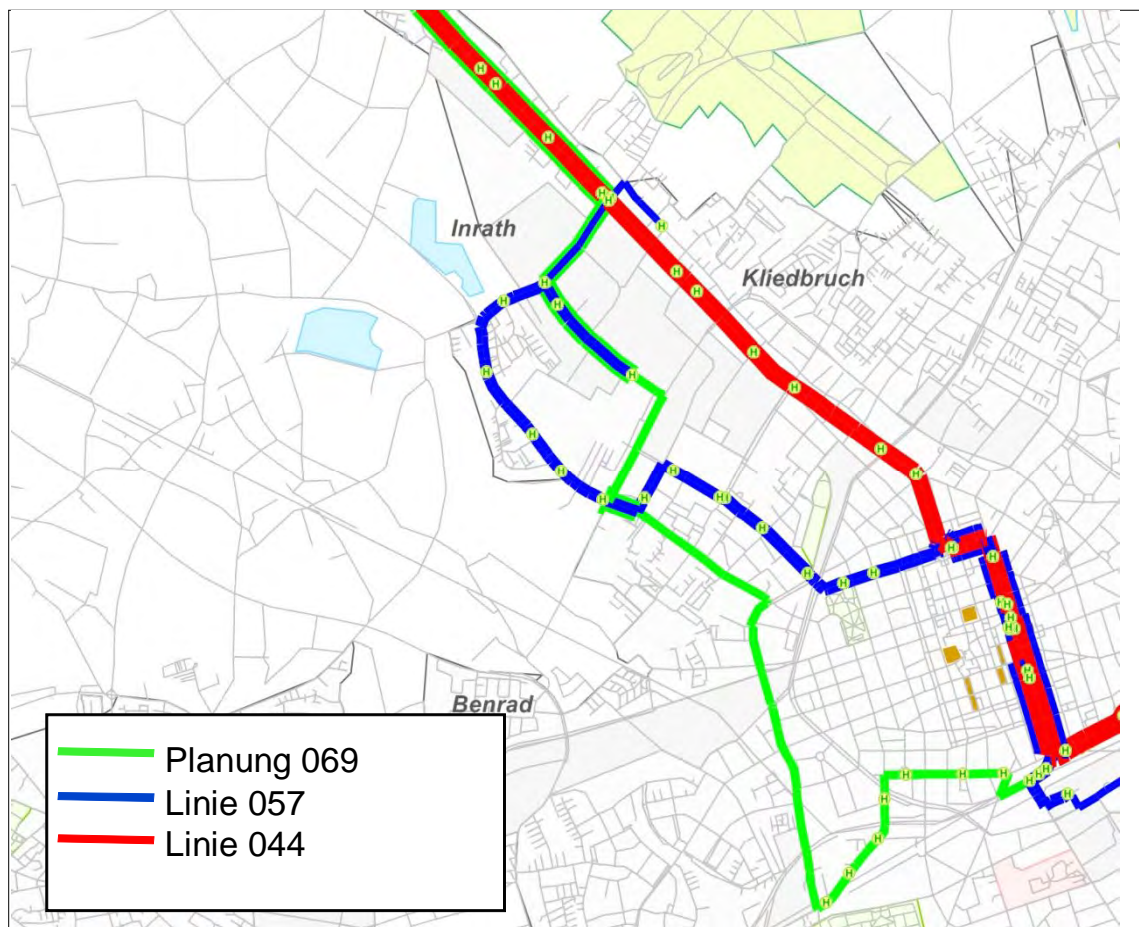 Inrath
Kliedbruch
Benrad
Planung 069
Linie 057
Linie 044